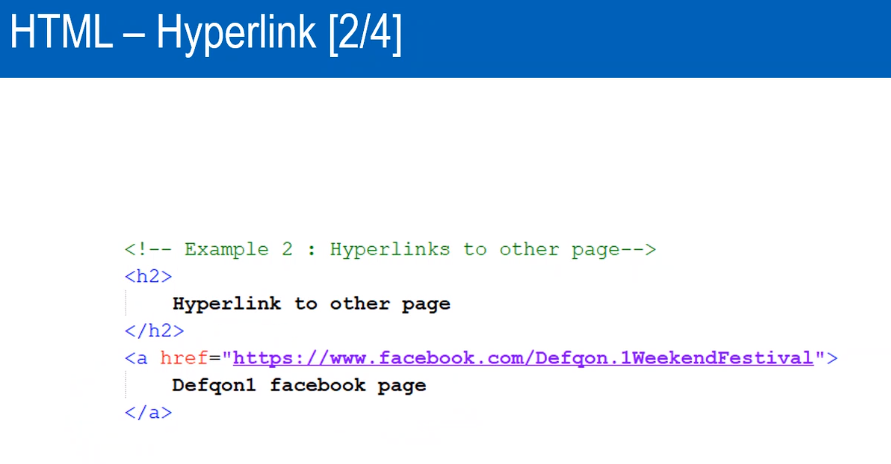 HTML – Hyperlink [2/4]
<!-- Example 2 : Hyperlinks to other page-->
<h2>
Hyperlink to other page
</h2>
<a href="https://www.facebook.com/Defqon.1WeekendFestival">
Defqon1 facebook page
</a>